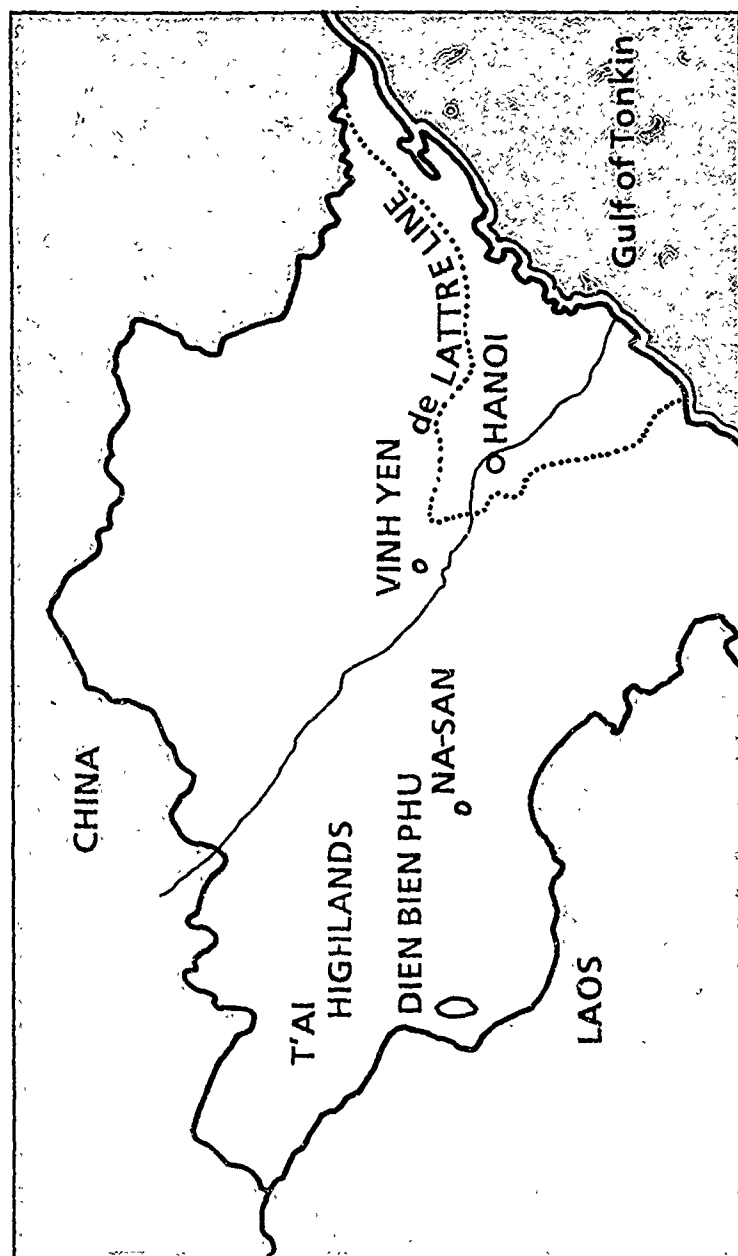 CHINA
T'AI
HIGHLANDS
DIEN BIEN PHU
NA-SAN
LAOS
VINH YEN
de LATTRE LINE
HANOI
Gulf of Tonkin